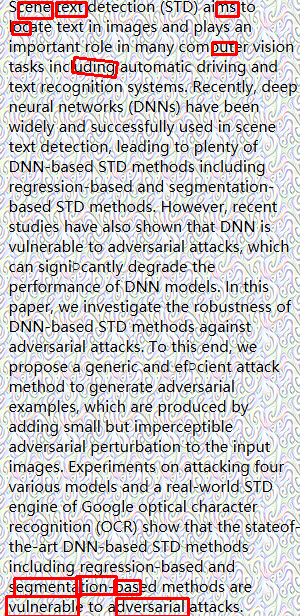 Scene text detection (STD) aims to
locate text in images and plays an
important role in many computer vision
tasks including automatic driving and
text recognition systems. Recently, deep
neural networks (DNNs) have been
widely and successfully used in scene
text detection, leading to plenty of
DNN-based STD methods including
regression-based and segmentation-
based STD methods. However, recent
studies have also shown that DNN is
vulnerable to adversarial attacks, which
can signiÞcantly degrade the
performance of DNN models. In this
paper, we investigate the robustness of
DNN-based STD methods against
adversarial attacks. To this end, we
propose a generic and efÞcient attack
method to generate adversarial
examples, which are produced by
adding small but imperceptible
adversarial perturbation to the input
images. Experiments on attacking four
various models and a real-world STD
engine of Google optical character
recognition (OCR) show that the stateof-
the-art DNN-based STD methods
including regression-based and
segmentation-based methods are
vulnerable to adversarial attacks.